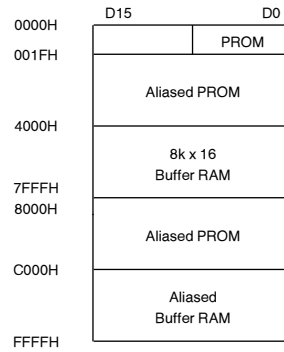 D15 D0
0000H
PROM
001FH
Aliased PROM
4000H
8k x 16
Buffer RAM
7FFFH
8000H
Aliased PROM
C000H
Aliased
Buffer RAM
FFFFH